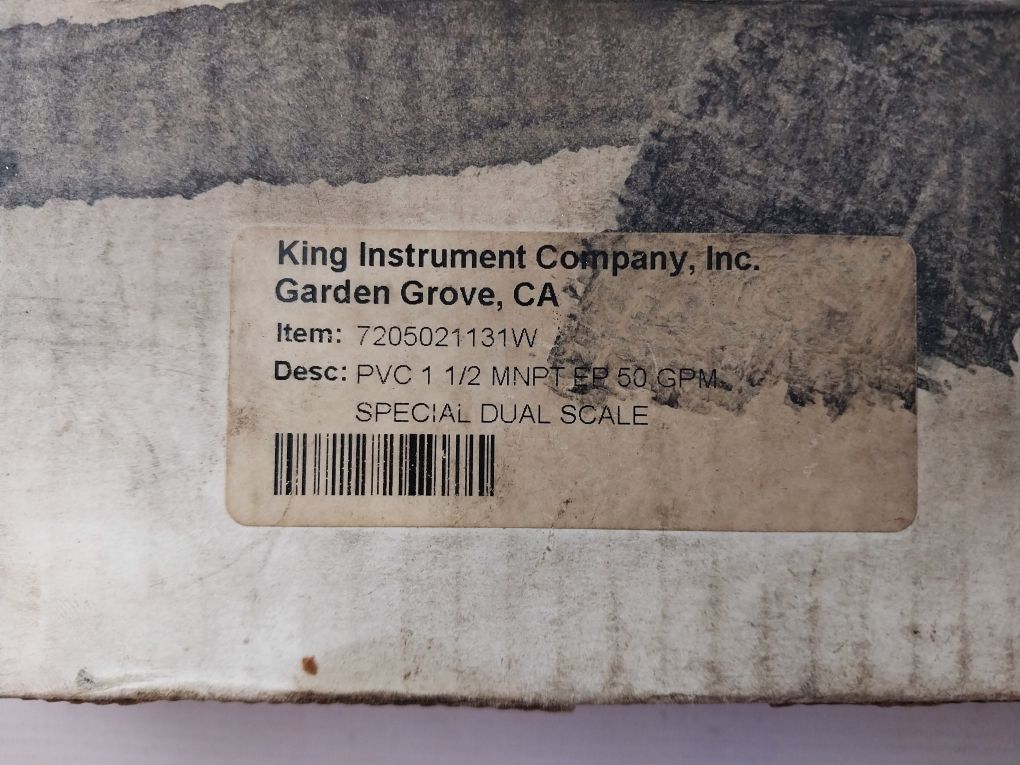 King Instrument Company, Inc.
Garden Grove, CA
Item: 7205021131W
Desc: PVC 1 1/2 MNPT EP 50 GPM
SPECIAL DUAL SCALE